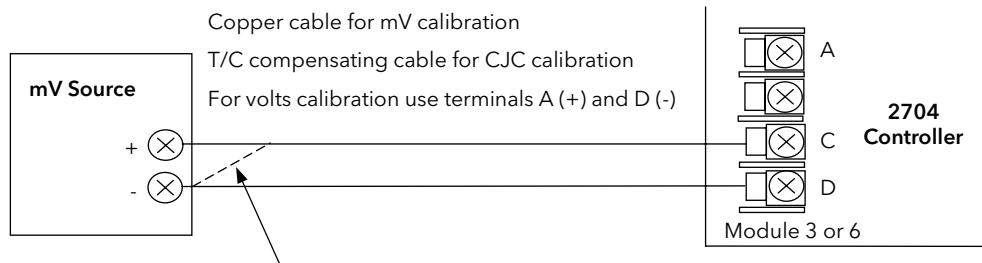 Copper cable for mV calibration
T/C compensating cable for CJC calibration
For volts calibration use terminals A (+) and D (-)
mV Source
+
-
A
C
D
2704
Controller
Module 3 or 6